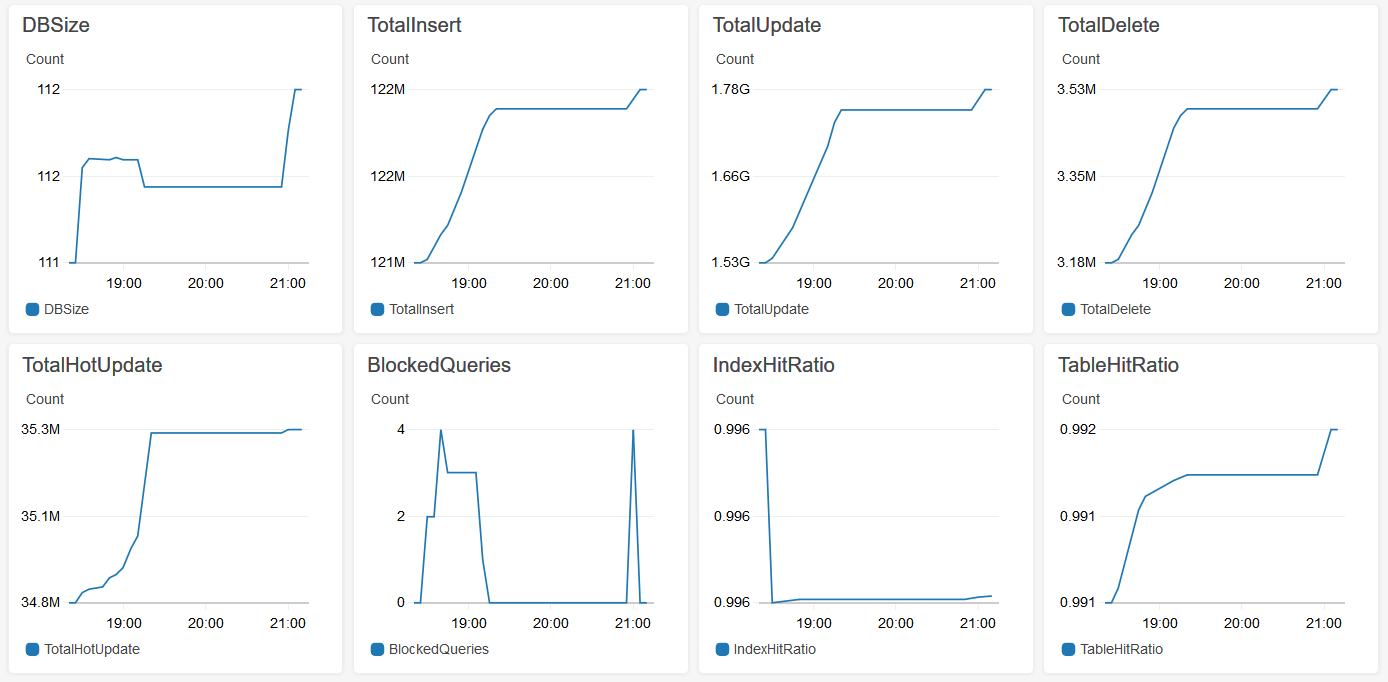 DBSize
Count
112
112
111
19:00 20:00 21:00
DBSize
TotalInsert
Count
122M
122M
121M
19:00 20:00 21:00
TotalInsert
TotalUpdate
Count
1.78G
1.66G
1.53G
19:00 20:00 21:00
TotalUpdate
TotalDelete
Count
3.53M
3.35M
3.18M
19:00 20:00 21:00
TotalDelete
TotalHotUpdate
Count
35.3M
35.1M
34.8M
19:00 20:00 21:00
TotalHotUpdate
BlockedQueries
Count
4
2
0
19:00 20:00 21:00
BlockedQueries
IndexHitRatio
Count
0.996
0.996
0.996
19:00 20:00 21:00
IndexHitRatio
TableHitRatio
Count
0.992
0.991
0.991
19:00 20:00 21:00
TableHitRatio